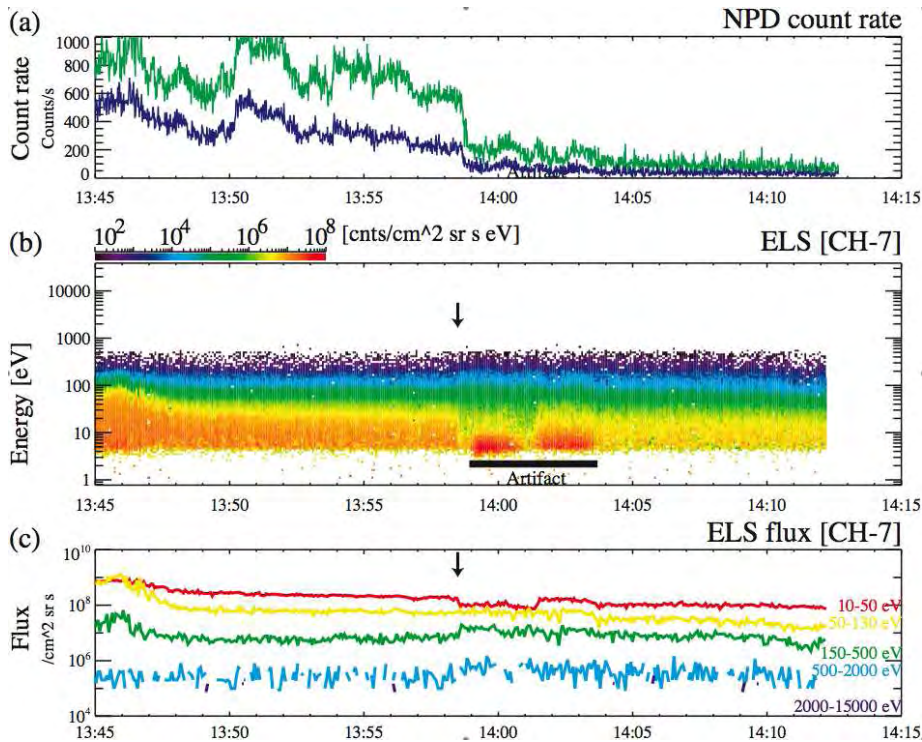 (a) NPD count rate
Count rate
Counts/s
1000
800
600
400
200
0
13:45 13:50 13:55 14:00 14:05 14:10 14:15
(b) 10^2 10^4 10^6 10^8 [cnts/cm^2 sr s eV] ELS [CH-7]
Energy [eV]
10000
1000
100
10
1
Artifact
13:45 13:50 13:55 14:00 14:05 14:10 14:15
(c) ELS flux [CH-7]
Flux
/cm^2 sr s
10^10
10^8
10^6
10^4
10-50 eV
50-130 eV
150-500 eV
500-2000 eV
2000-15000 eV
13:45 13:50 13:55 14:00 14:05 14:10 14:15